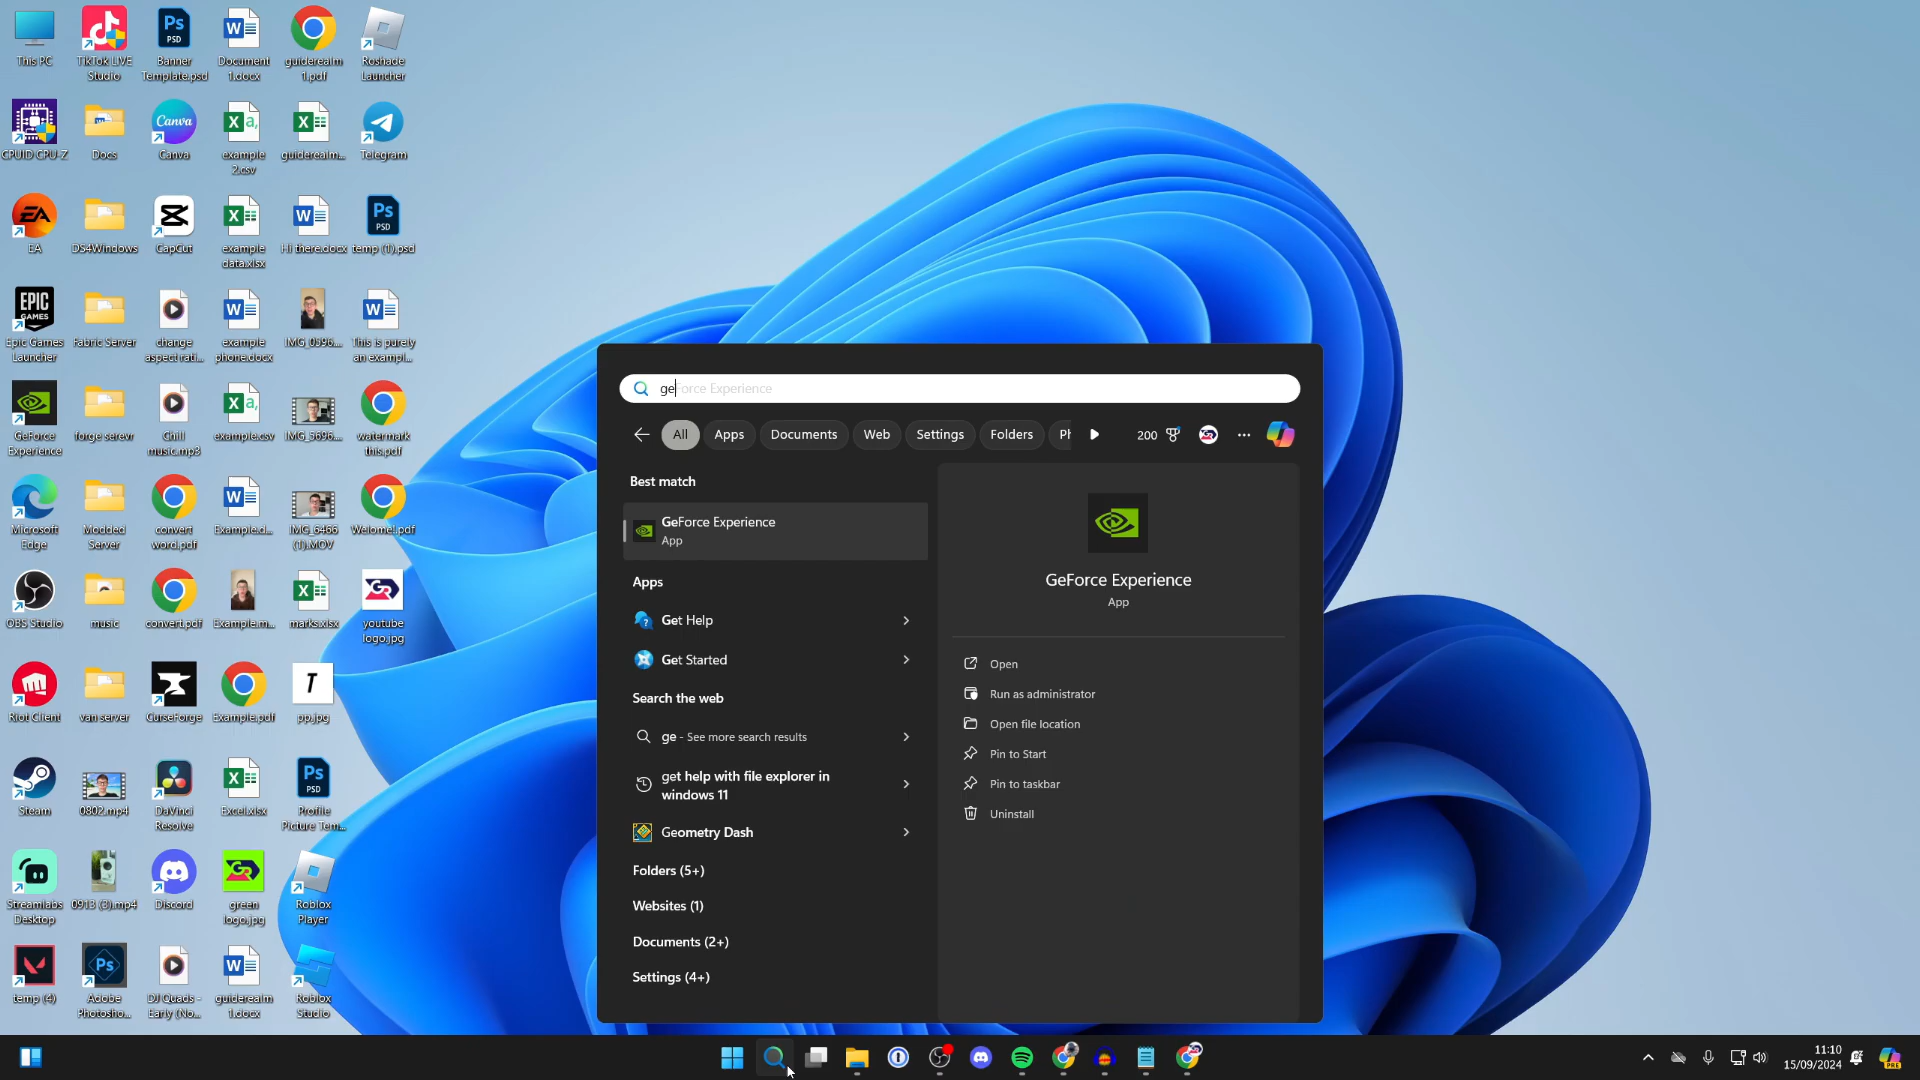 This PC
TikTok LIVE
Studio
Banner
Template.psd
Document
1.docx
guiderealm
1.pdf
Roshade
Launcher
CPUID CPU-Z
Docs
Canva
example
2.csv
guiderealm...
Telegram
EA
DS4Windows
CapCut
example
data.xlsx
Hi there.docx
temp (1).psd
Epic Games
Launcher
Fabric Server
change
aspect rati...
example
phone.docx
IMG_0596...
This is purely
an exampl...
GeForce
Experience
forge serevr
Chill
music.mp3
example.csv
IMG_5696...
watermark
this.pdf
Microsoft
Edge
Modded
Server
convert
word.pdf
Example.d...
IMG_6466
(1).MOV
Welome!.pdf
OBS Studio
music
convert.pdf
Example.m...
marks.xlsx
youtube
logo.jpg
Riot Client
van server
CurseForge
Example.pdf
pp.jpg
Steam
0802.mp4
DaVinci
Resolve
Excel.xlsx
Profile
Picture Tem...
Streamlabs
Desktop
0913 (3).mp4
Discord
green
logo.jpg
Roblox
Player
temp (4)
Adobe
Photosho...
DJ Quads -
Early (No...
guiderealm
1.docx
Roblox
Studio
geForce Experience
All
Apps
Documents
Web
Settings
Folders
Ph
200
Best match
GeForce Experience
App
Apps
Get Help
Get Started
Search the web
ge - See more search results
get help with file explorer in
windows 11
Geometry Dash
Folders (5+)
Websites (1)
Documents (2+)
Settings (4+)
GeForce Experience
App
Open
Run as administrator
Open file location
Pin to Start
Pin to taskbar
Uninstall
11:10
15/09/2024